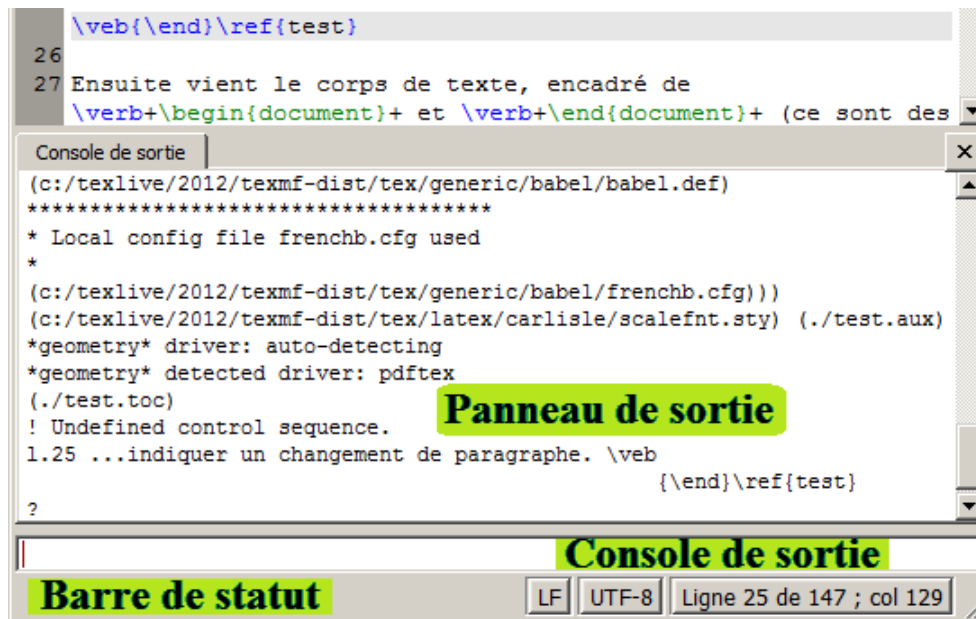 \veb{\end}\ref{test}
26
27 Ensuite vient le corps de texte, encadré de
\verb+\begin{document}+ et \verb+\end{document}+ (ce sont des
Console de sortie
(c:/texlive/2012/texmf-dist/tex/generic/babel/babel.def)
*************************************
* Local config file frenchb.cfg used
*
(c:/texlive/2012/texmf-dist/tex/generic/babel/frenchb.cfg)))
(c:/texlive/2012/texmf-dist/tex/latex/carlisle/scalefnt.sty) (./test.aux)
*geometry* driver: auto-detecting
*geometry* detected driver: pdftex
(./test.toc)
Panneau de sortie
! Undefined control sequence.
l.25 ...indiquer un changement de paragraphe. \veb
{\end}\ref{test}
?
Console de sortie
Barre de statut
LF UTF-8 Ligne 25 de 147 ; col 129